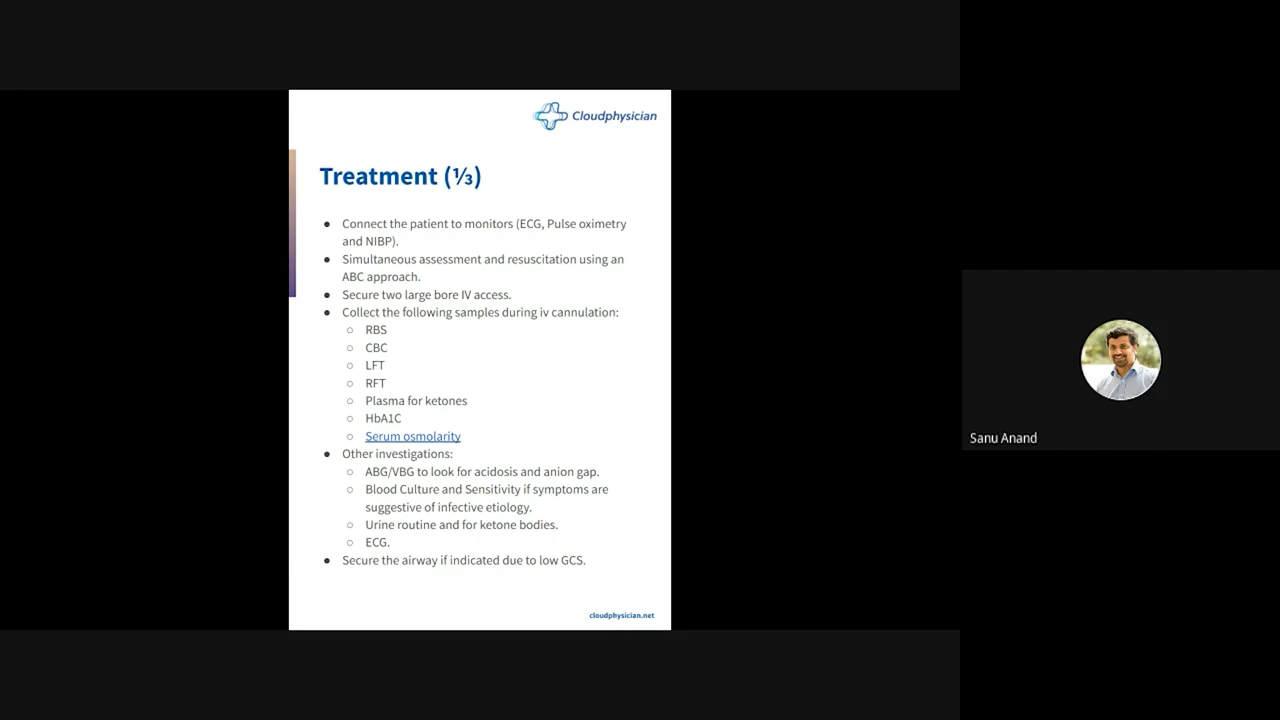 Cloudphysician
Treatment (⅓)
● Connect the patient to monitors (ECG, Pulse oximetry
and NIBP).
● Simultaneous assessment and resuscitation using an
ABC approach.
● Secure two large bore IV access.
● Collect the following samples during iv cannulation:
○ RBS
○ CBC
○ LFT
○ RFT
○ Plasma for ketones
○ HbA1C
○ Serum osmolarity
● Other investigations:
○ ABG/VBG to look for acidosis and anion gap.
○ Blood Culture and Sensitivity if symptoms are
suggestive of infective etiology.
○ Urine routine and for ketone bodies.
○ ECG.
● Secure the airway if indicated due to low GCS.
cloudphysician.net
Sanu Anand